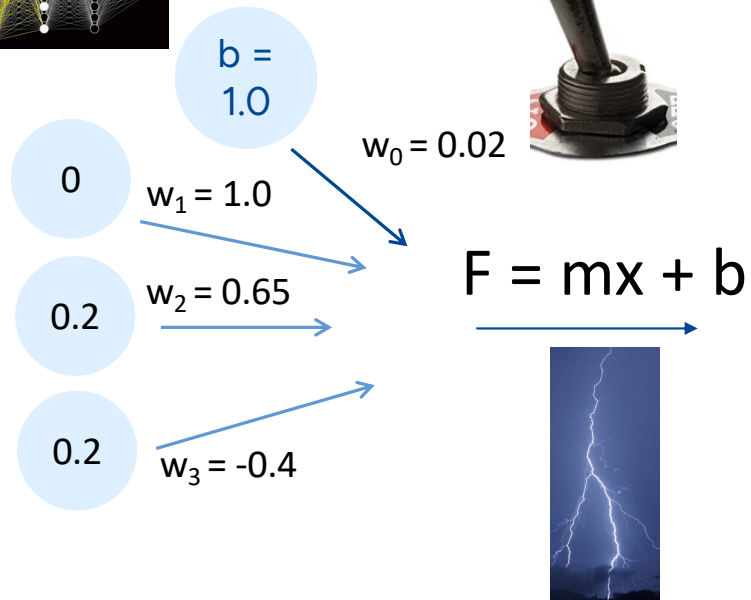 b =
1.0
w₀ = 0.02
0
w₁ = 1.0
F = mx + b
w₂ = 0.65
0.2
0.2
w₃ = -0.4